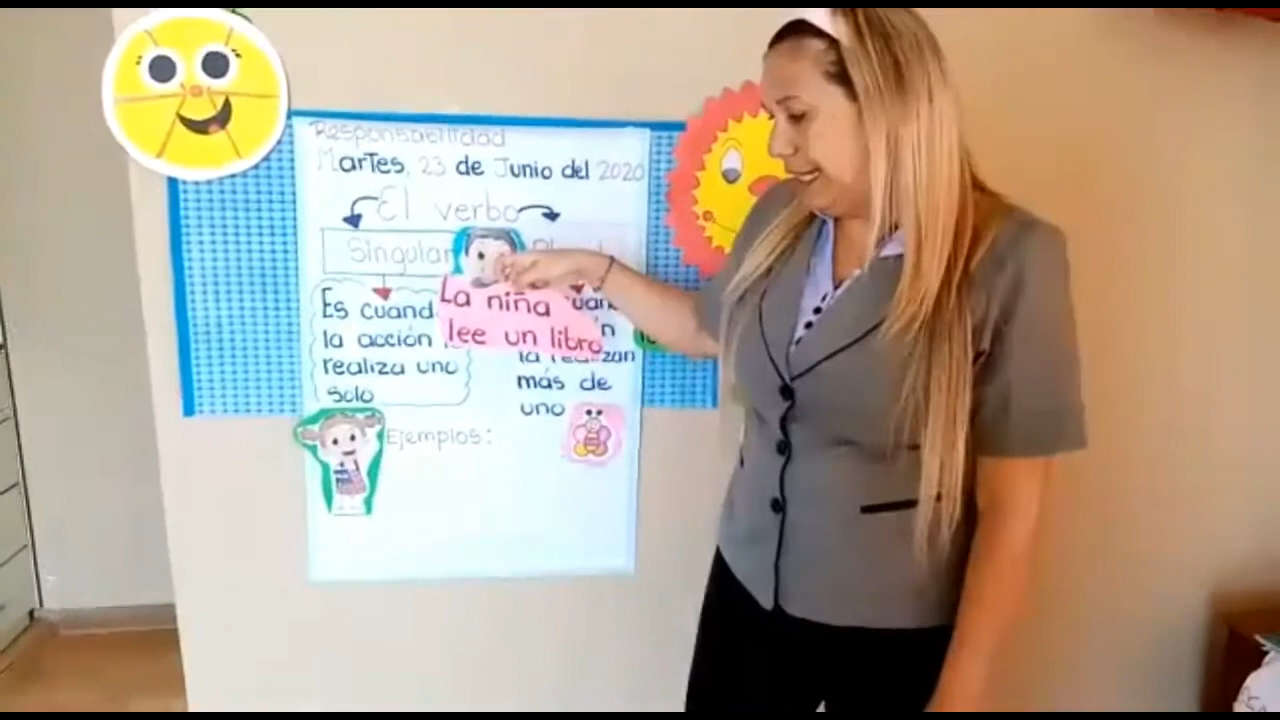 Responsabilidad
Martes, 23 de Junio del 2020
El verbo
Singular
Es cuand
la acción
realiza uno
solo
La niña
lee un libro
la realizan
más de
uno
Ejemplos: